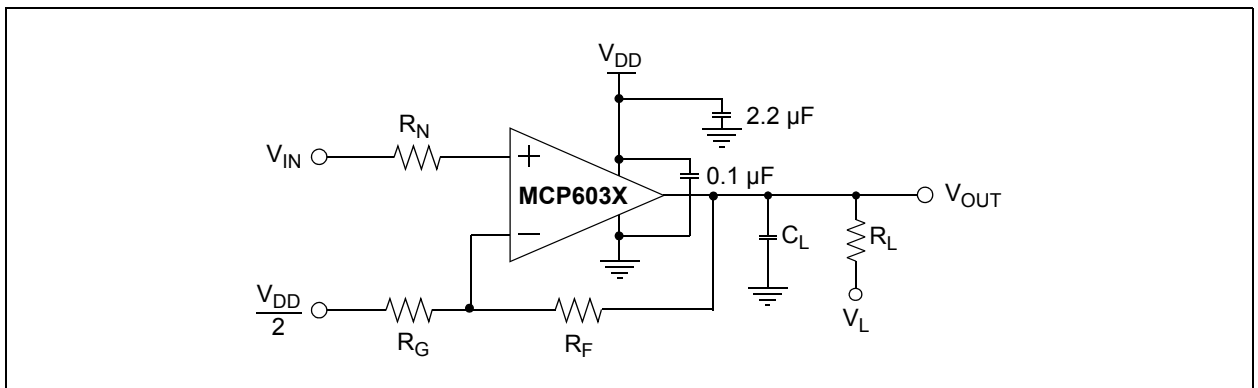 V_DD
2.2 µF
R_N
V_IN
+
0.1 µF
MCP603X
V_OUT
–
C_L
R_L
V_DD
2
R_G
R_F
V_L